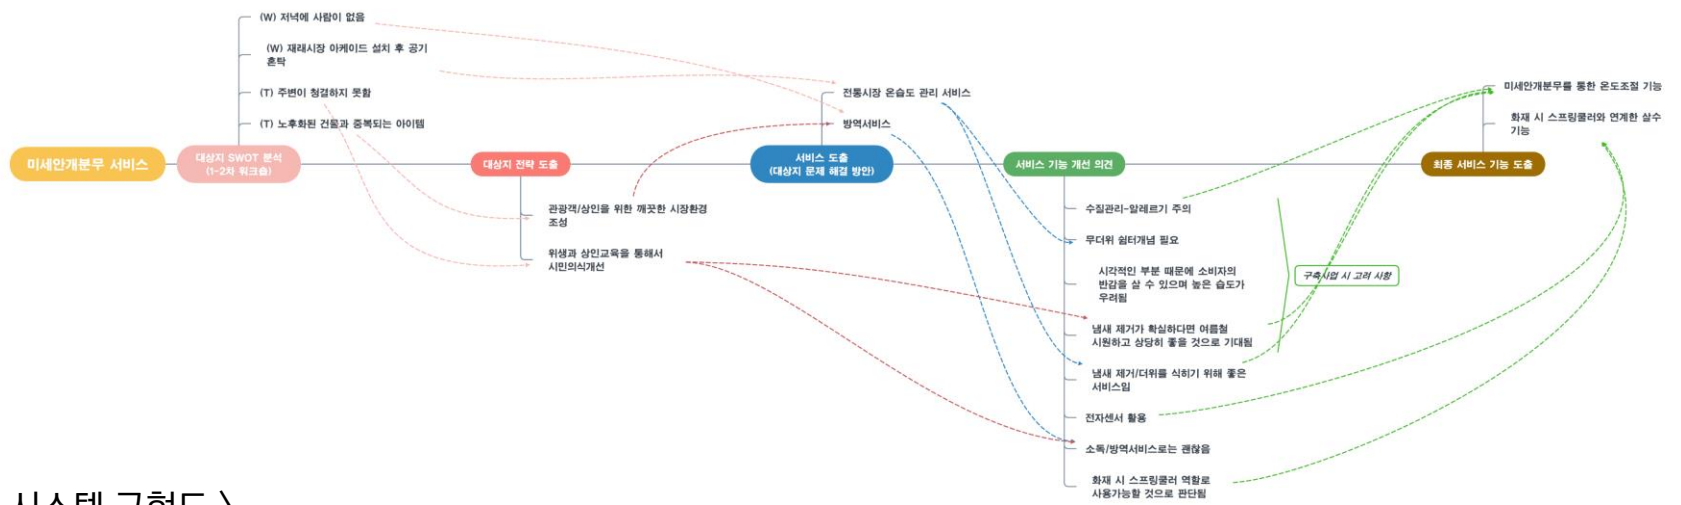 (W) 저녁에 사람이 없음
(W) 재래시장 아케이드 설치 후 공기
혼탁
(T) 주변이 청결하지 못함
(T) 노후화된 건물과 중복되는 아이템
미세안개분무 서비스
대상지 SWOT 분석
(1~2차 워크숍)
대상지 전략 도출
관광객/상인을 위한 깨끗한 시장환경
조성
위생과 상인교육을 통해서
시민의식개선
전통시장 온습도 관리 서비스
방역서비스
서비스 도출
(대상지 문제 해결 방안)
서비스 기능 개선 의견
수질관리-알레르기 주의
무더위 쉼터개념 필요
시각적인 부분 때문에 소비자의
반감을 살 수 있으며 높은 습도가
우려됨
냄새 제거가 확실하다면 여름철
시원하고 상당히 좋을 것으로 기대됨
냄새 제거/더위를 식히기 위해 좋은
서비스임
전자센서 활용
소독/방역서비스로는 괜찮음
화재 시 스프링쿨러 역할로
사용가능할 것으로 판단됨
구축사업 시 고려 사항
미세안개분무를 통한 온도조절 기능
화재 시 스프링쿨러와 연계한 살수
기능
최종 서비스 기능 도출